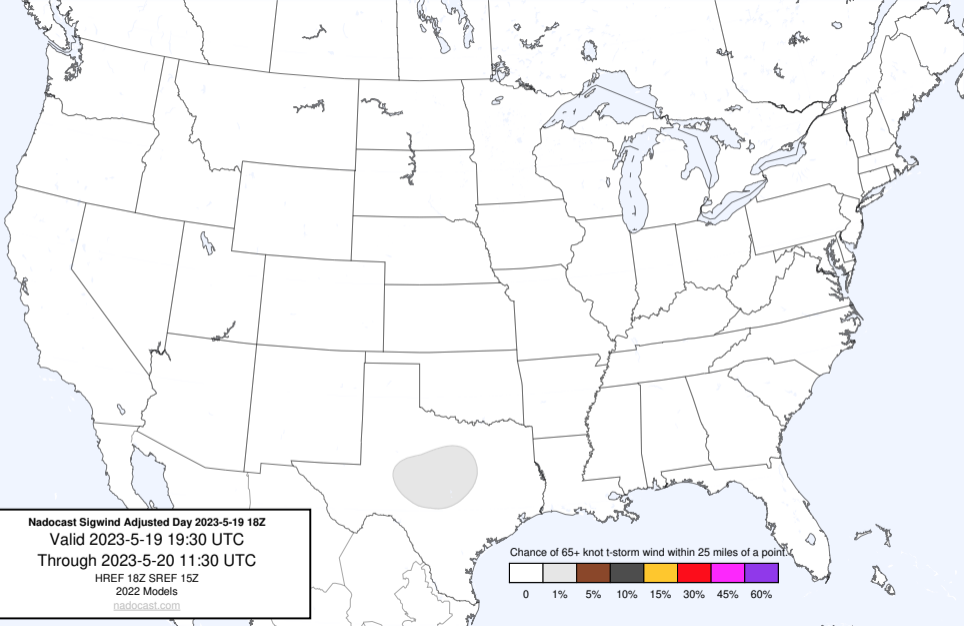 Nadocast Sigwind Adjusted Day 2023-5-19 18Z
Valid 2023-5-19 19:30 UTC
Through 2023-5-20 11:30 UTC
HREF 18Z SREF 15Z
2022 Models
nadocast.com
Chance of 65+ knot t-storm wind within 25 miles of a point.
0 1% 5% 10% 15% 30% 45% 60%